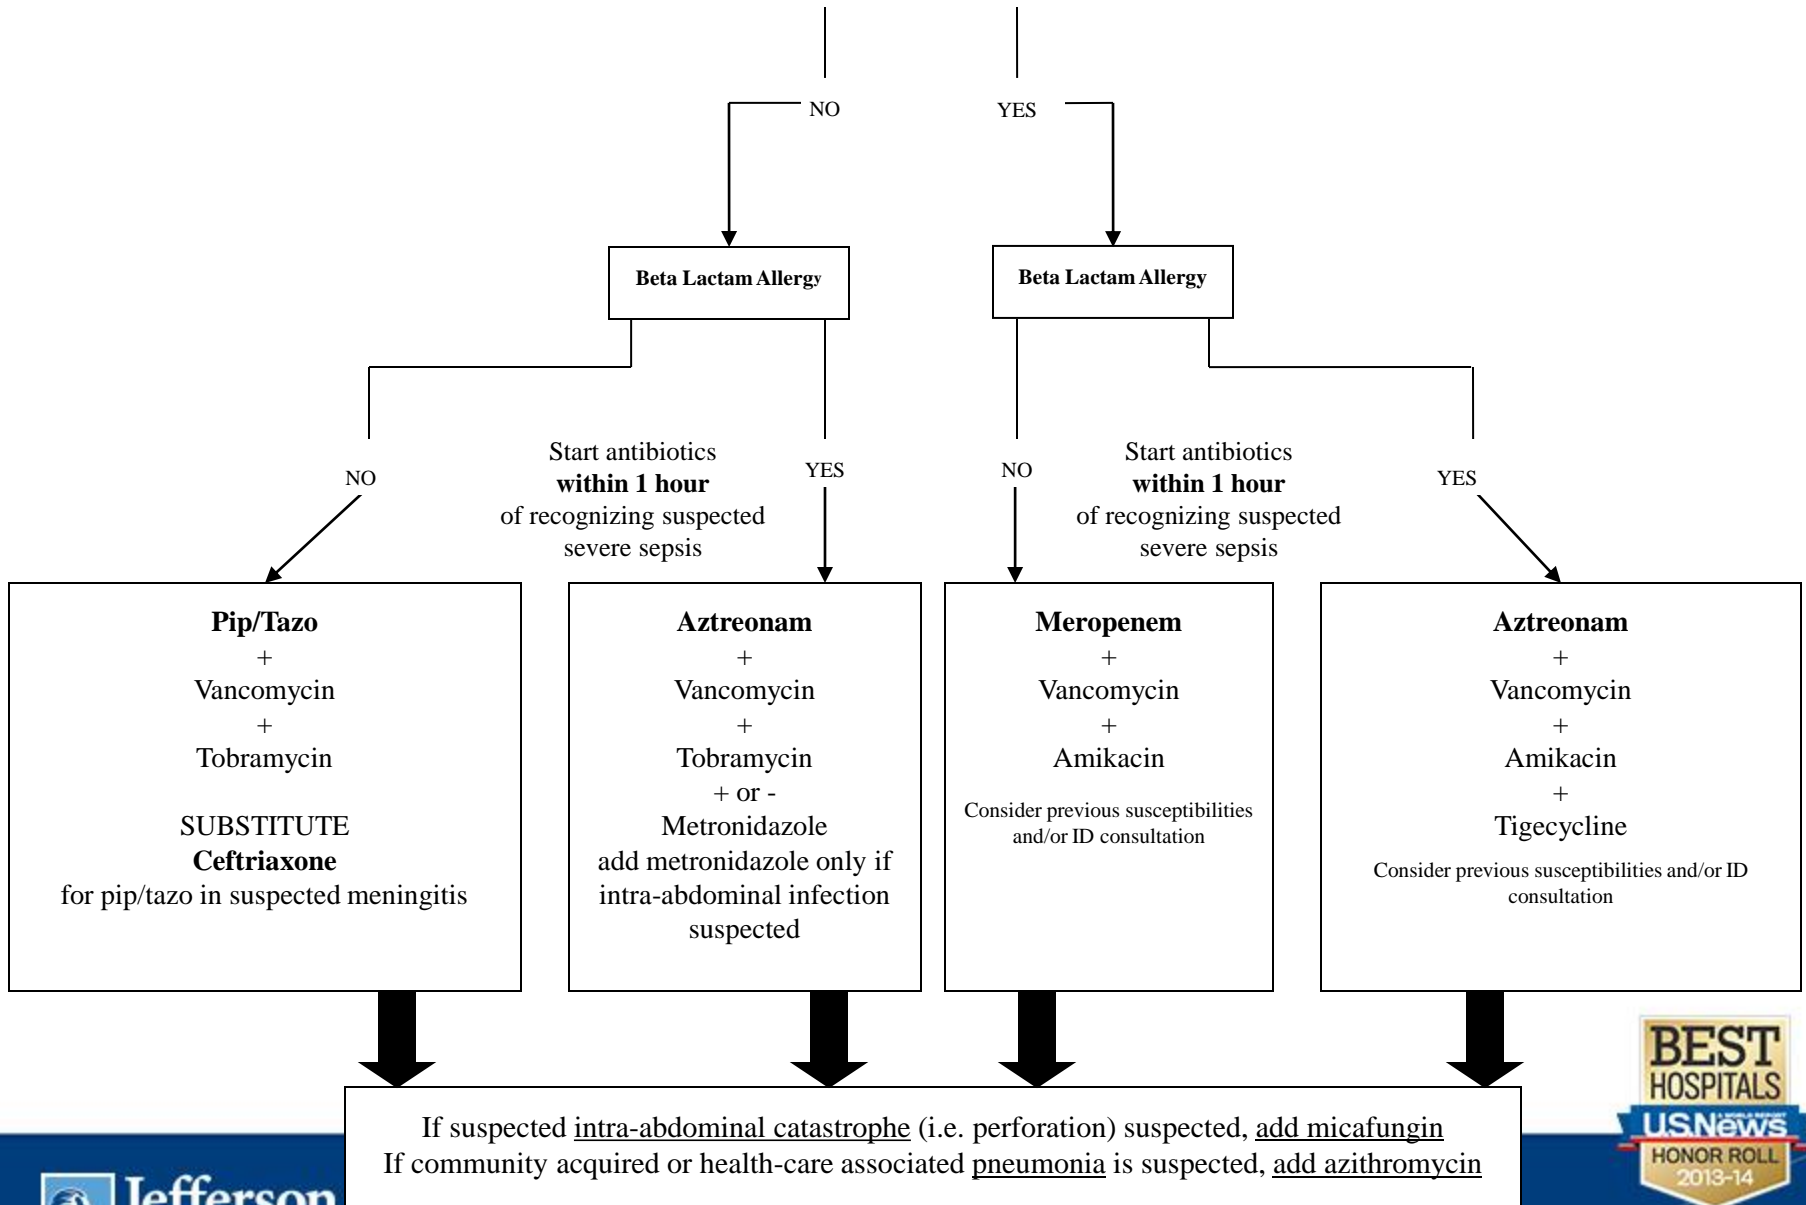 NO
YES
Beta Lactam Allergy
Beta Lactam Allergy
NO
Start antibiotics
within 1 hour
of recognizing suspected
severe sepsis
YES
NO
Start antibiotics
within 1 hour
of recognizing suspected
severe sepsis
YES
Pip/Tazo
+
Vancomycin
+
Tobramycin
SUBSTITUTE
Ceftriaxone
for pip/tazo in suspected meningitis
Aztreonam
+
Vancomycin
+
Tobramycin
+ or -
Metronidazole
add metronidazole only if
intra-abdominal infection
suspected
Meropenem
+
Vancomycin
+
Amikacin
Consider previous susceptibilities
and/or ID consultation
Aztreonam
+
Vancomycin
+
Amikacin
+
Tigecycline
Consider previous susceptibilities and/or ID
consultation
If suspected intra-abdominal catastrophe (i.e. perforation) suspected, add micafungin
If community acquired or health-care associated pneumonia is suspected, add azithromycin
Jefferson
BEST
HOSPITALS
A WORLD REPORT
U.S.News
HONOR ROLL
2013-14